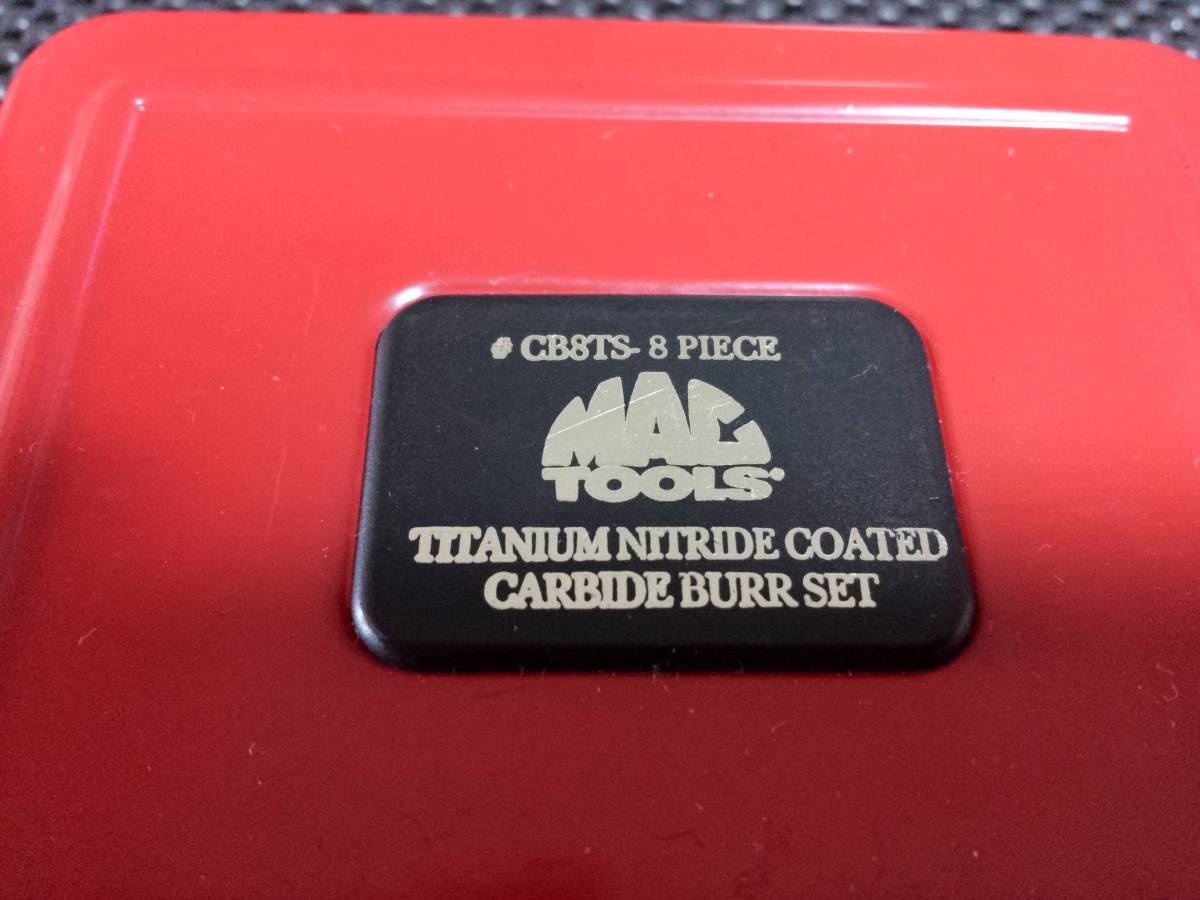 # CB8TS- 8 PIECE
MAC
TOOLS
TITANIUM NITRIDE COATED
CARBIDE BURR SET